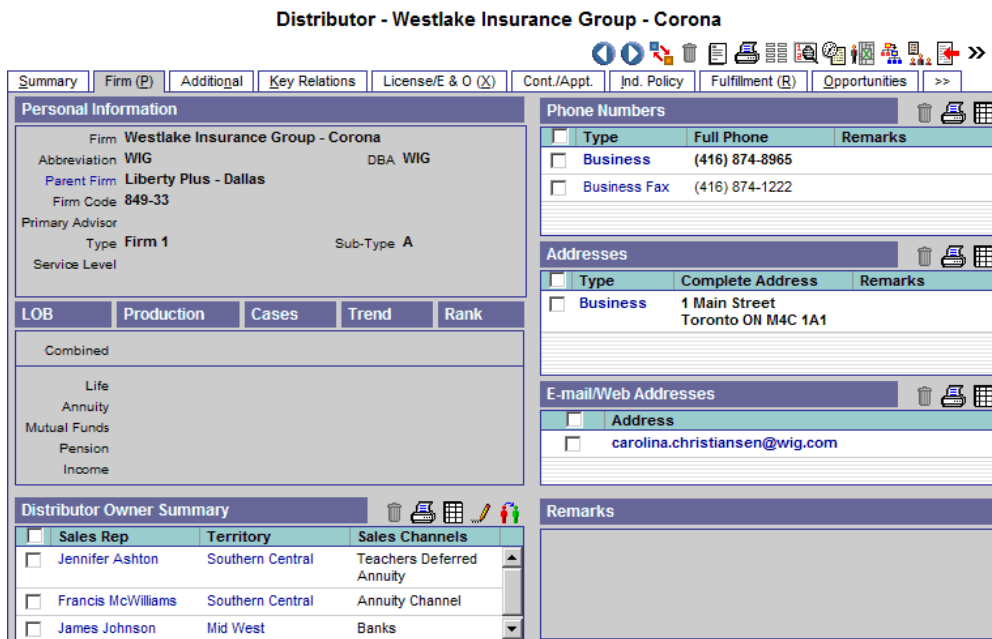 Distributor - Westlake Insurance Group - Corona
Summary Firm (P) Additional Key Relations License/E & O (X) Cont./Appt. Ind. Policy Fulfillment (R) Opportunities >>
Personal Information
Firm Westlake Insurance Group - Corona
Abbreviation WIG DBA WIG
Parent Firm Liberty Plus - Dallas
Firm Code 849-33
Primary Advisor
Type Firm 1 Sub-Type A
Service Level
LOB Production Cases Trend Rank
Combined
Life
Annuity
Mutual Funds
Pension
Income
Distributor Owner Summary
Sales Rep Territory Sales Channels
Jennifer Ashton Southern Central Teachers Deferred
Annuity
Francis McWilliams Southern Central Annuity Channel
James Johnson Mid West Banks
Phone Numbers
Type Full Phone Remarks
Business (416) 874-8965
Business Fax (416) 874-1222
Addresses
Type Complete Address Remarks
Business 1 Main Street
Toronto ON M4C 1A1
E-mail/Web Addresses
Address
carolina.christiansen@wig.com
Remarks